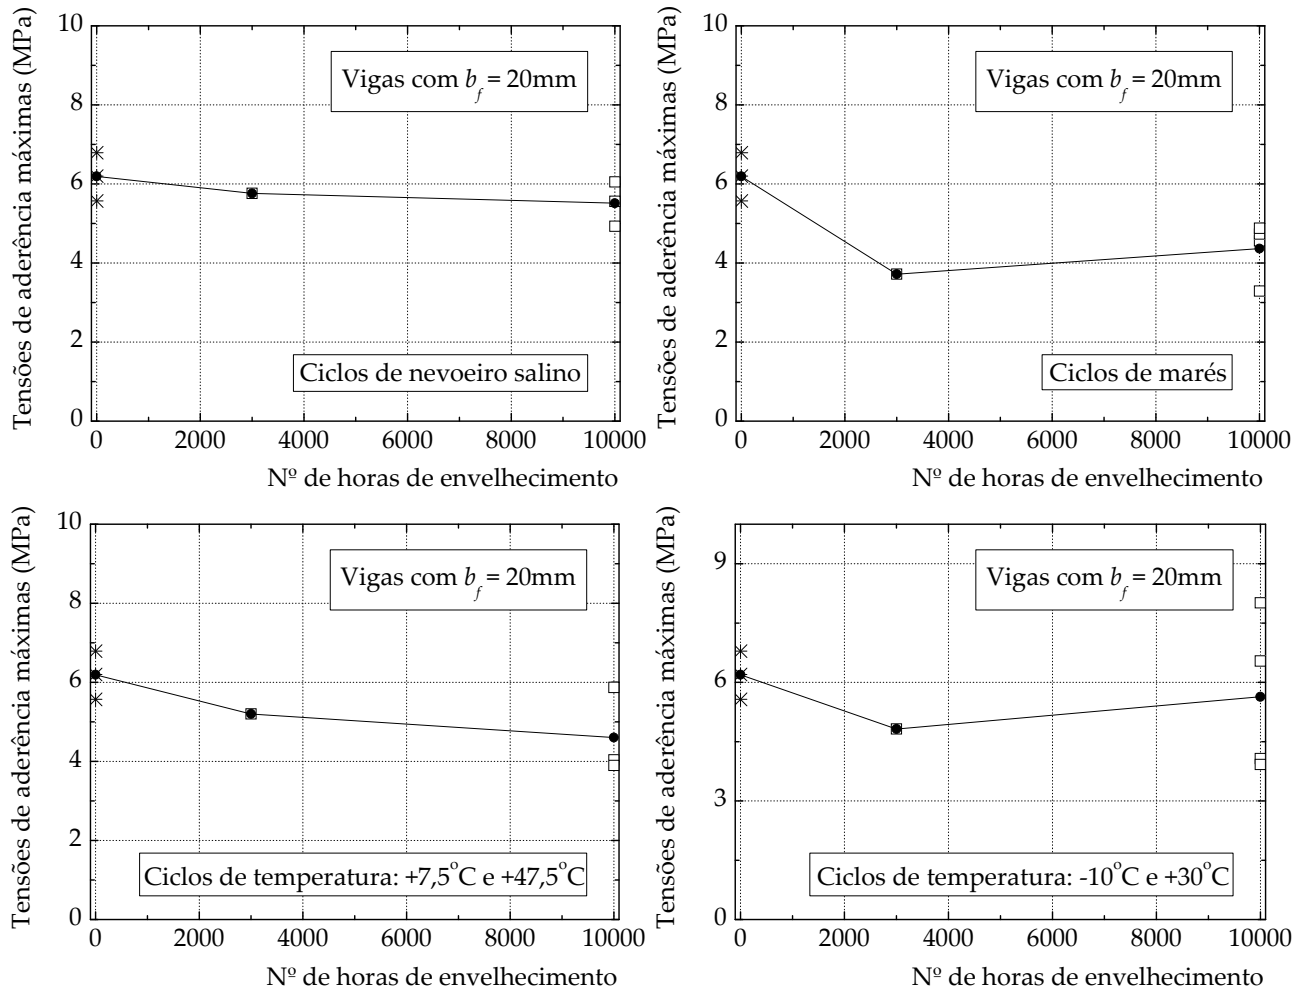 Tensões de aderência máximas (MPa)
10
8
6
4
2
0
Vigas com b_f = 20mm
Ciclos de nevoeiro salino
0 2000 4000 6000 8000 10000
Nº de horas de envelhecimento
Tensões de aderência máximas (MPa)
10
8
6
4
2
0
Vigas com b_f = 20mm
Ciclos de marés
0 2000 4000 6000 8000 10000
Nº de horas de envelhecimento
Tensões de aderência máximas (MPa)
10
8
6
4
2
0
Vigas com b_f = 20mm
Ciclos de temperatura: +7,5°C e +47,5°C
0 2000 4000 6000 8000 10000
Nº de horas de envelhecimento
Tensões de aderência máximas (MPa)
9
6
3
0
Vigas com b_f = 20mm
Ciclos de temperatura: -10°C e +30°C
0 2000 4000 6000 8000 10000
Nº de horas de envelhecimento